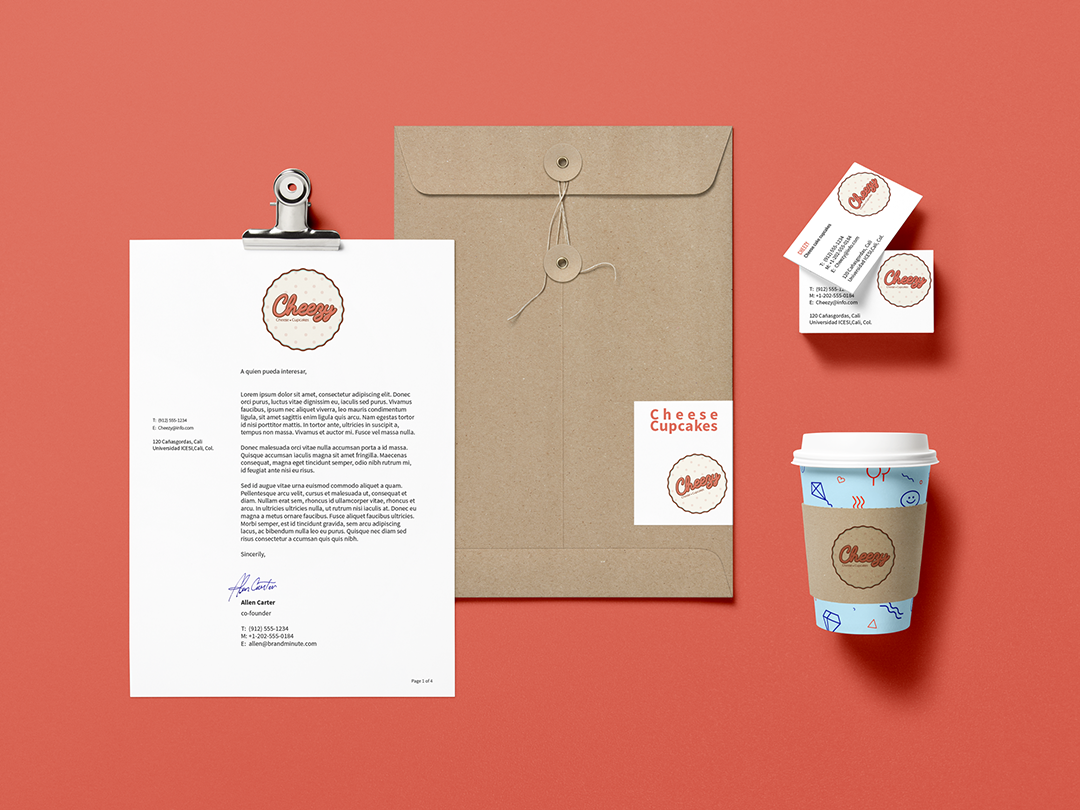 Cheezy
Cheese • Cupcakes
A quien pueda interesar,
Lorem ipsum dolor sit amet, consectetur adipiscing elit. Donec
orci purus, luctus vitae dignissim eu, iaculis sed purus. Vivamus
faucibus, ipsum nec aliquet viverra, leo mauris condimentum
ligula, sit amet sagittis enim ligula quis arcu. Nam egestas tortor
id nisi porttitor mattis. In tortor ante, ultricies in suscipit a,
tempus non massa. Vivamus et auctor mi. Fusce vel massa nulla.
Donec malesuada orci vitae nulla accumsan porta a id massa.
Quisque accumsan iaculis magna sit amet fringilla. Maecenas
consequat, magna eget tincidunt semper, odio nibh rutrum mi,
id feugiat ante nisi eu risus.
Sed id augue vitae urna euismod commodo aliquet a quam.
Pellentesque arcu velit, cursus et malesuada ut, consequat et
diam. Nullam erat sem, rhoncus id ullamcorper vitae, rhoncus et
arcu. In ultricies ultricies nulla, ut rutrum nisi iaculis at. Donec eu
magna a metus ornare faucibus. Fusce aliquet faucibus ultricies.
Morbi semper, est id tincidunt gravida, sem arcu adipiscing
lacus, ac bibendum nulla leo eu purus. Quisque nec diam sed
risus consectetur a ccumsan quis quis nibh.
Sincerily,
Allen Carter
Allen Carter
co-founder
T: (912) 555-1234
M: +1-202-555-0184
E: allien@brandminute.com
Page 1 of 4
T: (912) 555-1234
E: Cheezy@info.com
120 Cañasgordas, Cali
Universidad ICESI,Cali, Col.
Cheese
Cupcakes
Cheezy
Cheese • Cupcakes
Cheezy
CHEEZY
Cheese cake cupcakes
T: (912) 555-1234
M: +1-202-555-0184
E: Cheezy@info.com
120 Cañasgordas, Cali
Universidad ICESI,Cali, Col.
Cheezy
Cheese • Cupcakes
T: (912) 555-12
M: +1-202-555-0184
E: Cheezy@info.com
120 Cañasgordas, Cali
Universidad ICESI,Cali, Col.
Cheezy
Cheese • Cupcakes